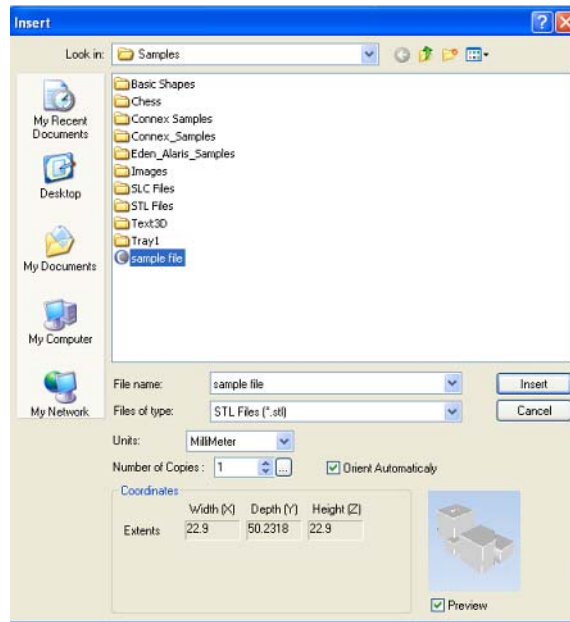 Insert
Look in: Samples
Basic Shapes
Chess
Connex Samples
Connex_Samples
Eden_Alaris_Samples
Images
SLC Files
STL Files
Text3D
Tray1
sample file
My Recent
Documents
Desktop
My Documents
My Computer
My Network
File name: sample file Insert
Files of type: STL Files (*.stl) Cancel
Units: MilliMeter
Number of Copies : 1 ... Orient Automaticaly
Coordinates
Width (X) Depth (Y) Height (Z)
Extents 22.9 50.2318 22.9
Preview